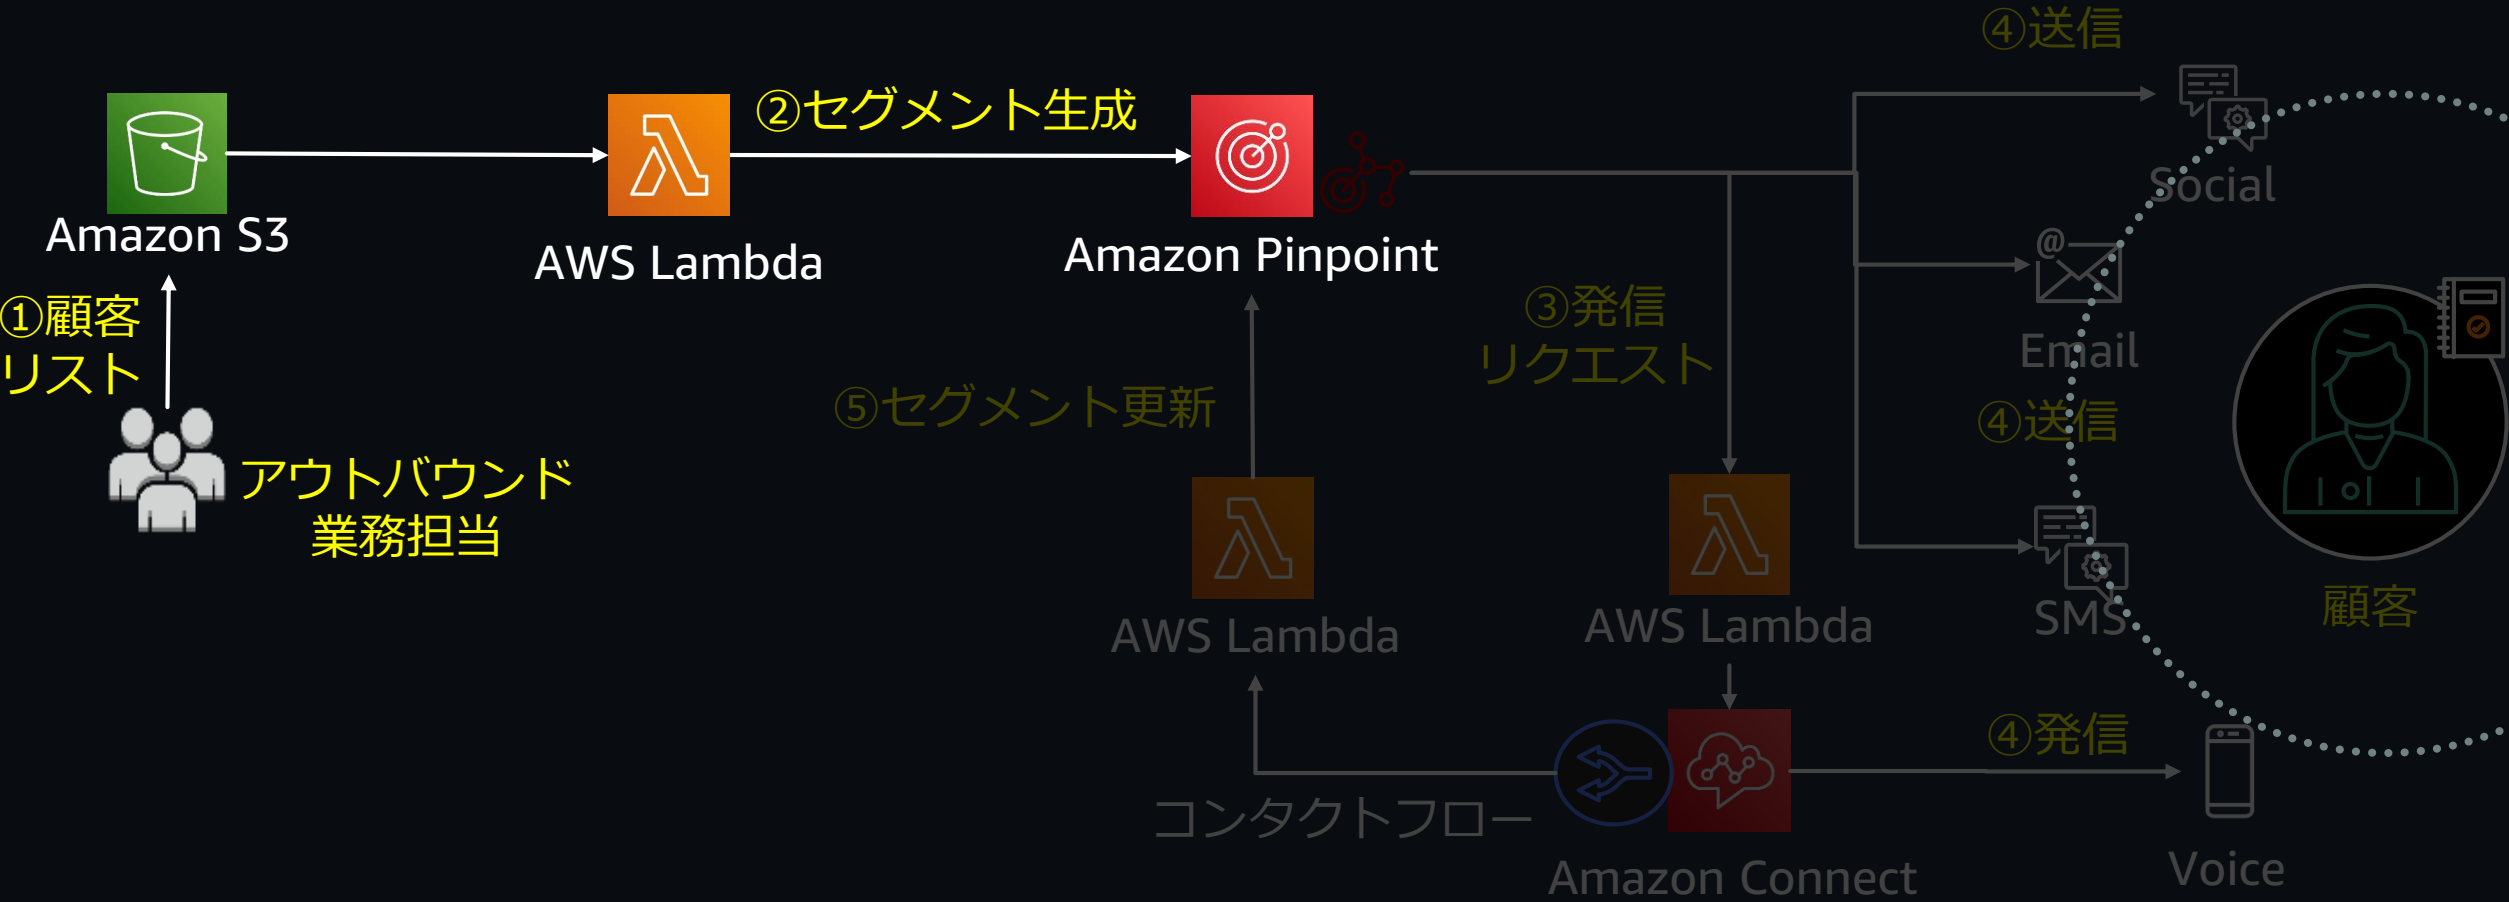 ④送信
②セグメント生成
Amazon S3
AWS Lambda
Amazon Pinpoint
Social
①顧客
リスト
③発信
リクエスト
Email
⑤セグメント更新
④送信
アウトバウンド
業務担当
AWS Lambda
AWS Lambda
SMS
顧客
④発信
コンタクトフロー
Amazon Connect
Voice
@